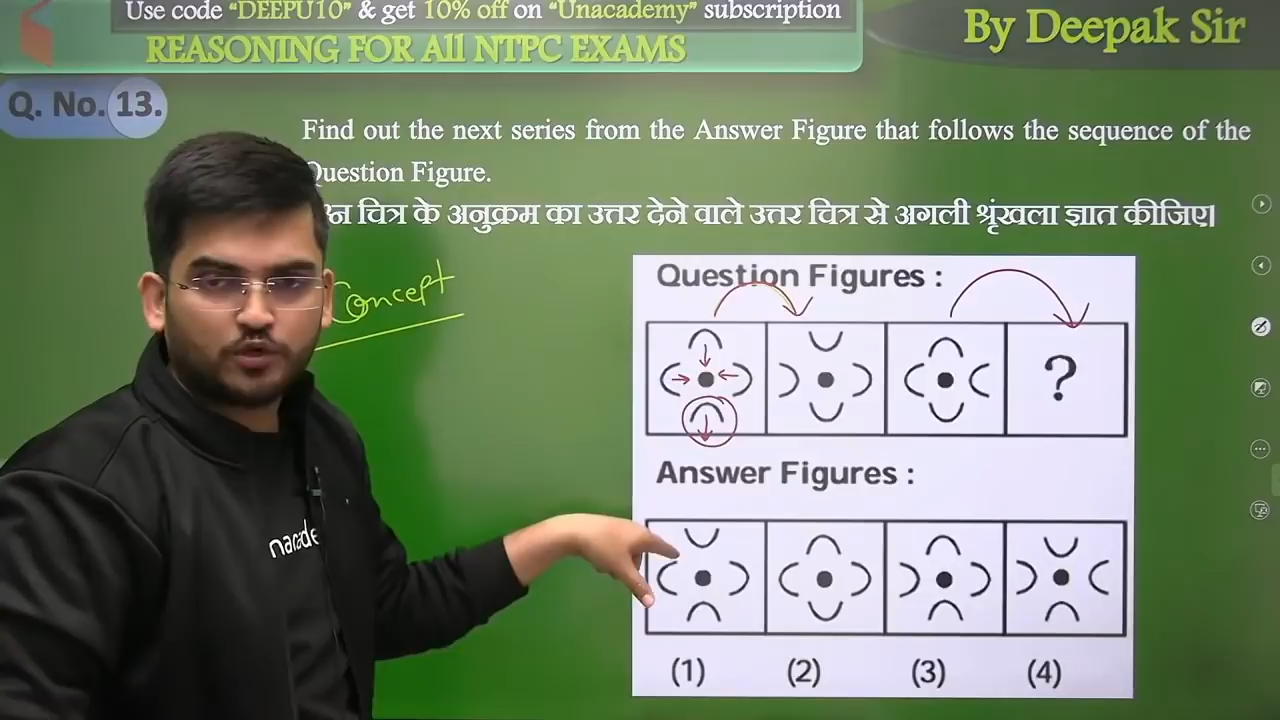 Use code “DEEPU10” & get 10% off on “Unacademy” subscription
REASONING FOR All NTPC EXAMS
By Deepak Sir
Q. No. 13.
Find out the next series from the Answer Figure that follows the sequence of the
Question Figure.
चित्र के अनुक्रम का उत्तर देने वाले उत्तर चित्र से अगली श्रृंखला ज्ञात कीजिए।
Concept
Question Figures :
?
Answer Figures :
(1) (2) (3) (4)